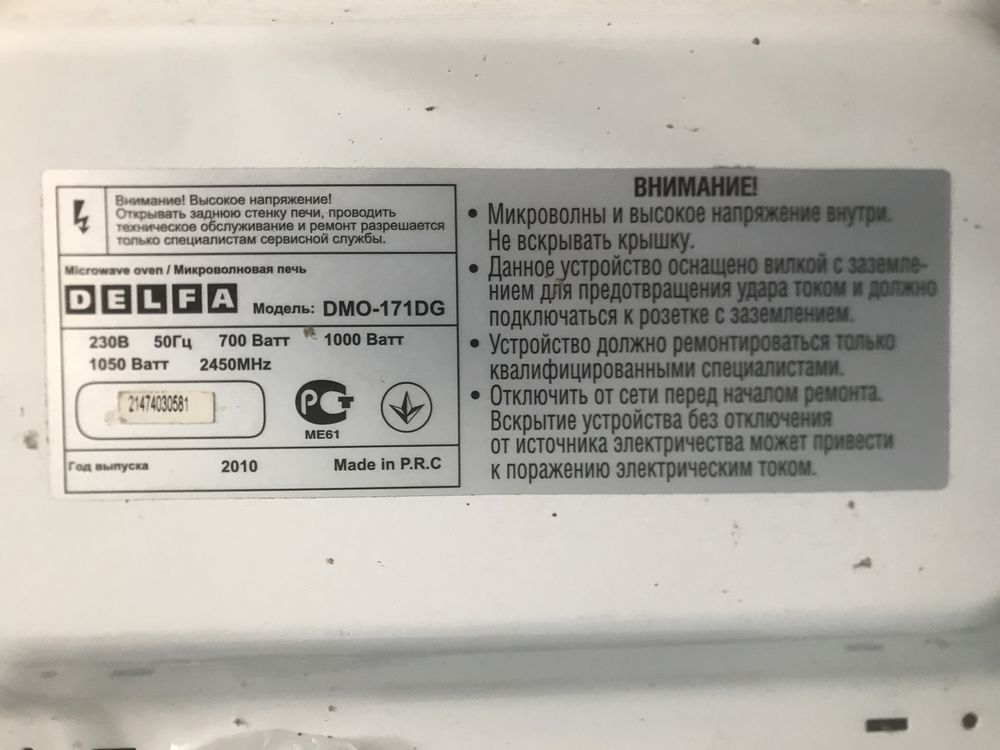 Внимание! Высокое напряжение!
Открывать заднюю стенку печи, проводить
техническое обслуживание и ремонт разрешается
только специалистам сервисной службы.
Microwave oven / Микроволновая печь
DELFA Модель: DMO-171DG
230В 50Гц 700 Ватт 1000 Ватт
1050 Ватт 2450MHz
21474030581
РСТ
ME61
Год выпуска 2010 Made in P.R.C
ВНИМАНИЕ!
• Микроволны и высокое напряжение внутри.
Не вскрывать крышку.
• Данное устройство оснащено вилкой с заземле-
нием для предотвращения удара током и должно
подключаться к розетке с заземлением.
• Устройство должно ремонтироваться только
квалифицированными специалистами.
• Отключить от сети перед началом ремонта.
Вскрытие устройства без отключения
от источника электричества может привести
к поражению электрическим током.